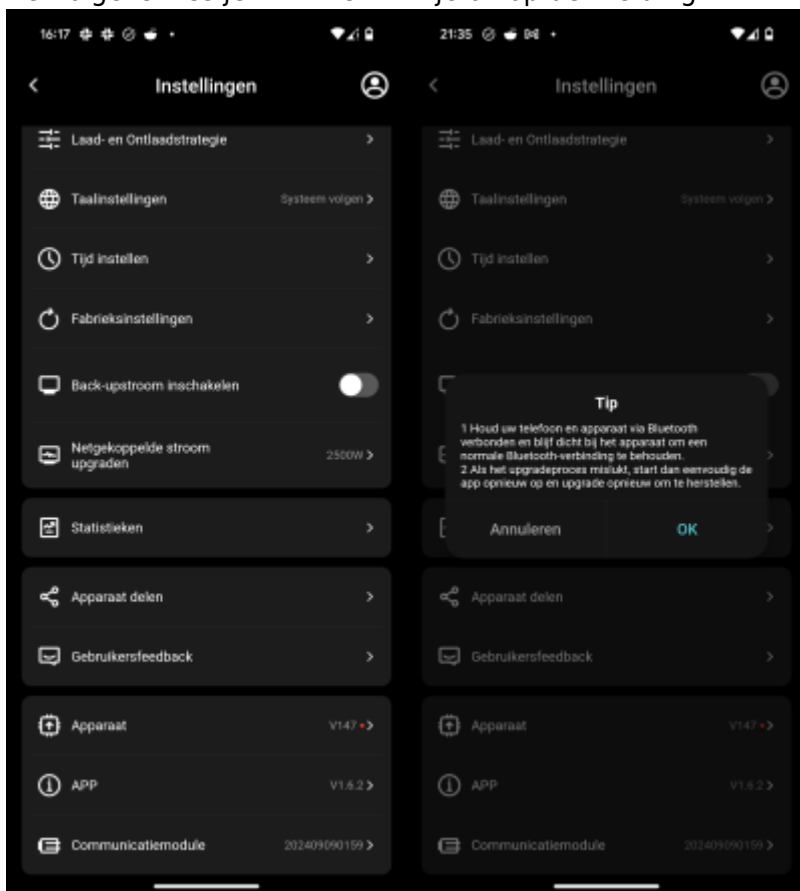 16:17
Instellingen
Laad- en Ontlaadstrategie
Taalinstellingen Systeem volgen >
Tijd instellen >
Fabrieksinstellingen >
Back-upstroom inschakelen
Netgekoppelde stroom
upgraden 2500W >
Statistieken >
Apparaat delen >
Gebruikersfeedback >
Apparaat V147 >
APP V1.6.2 >
Communicatiemodule 202409090159 >
21:35
Instellingen
Laad- en Ontlaadstrategie
Taalinstellingen Systeem volgen >
Tijd instellen >
Fabrieksinstellingen >
Tip
1 Houd uw telefoon en apparaat via Bluetooth
verbonden en blijf dicht bij het apparaat om een
normale Bluetooth-verbinding te behouden.
2 Als het upgradeproces mislukt, start dan eenvoudig de
app opnieuw op en upgrade opnieuw om te herstellen.
Annuleren OK
Apparaat delen >
Gebruikersfeedback >
Apparaat V147 >
APP V1.6.2 >
Communicatiemodule 202409090159 >